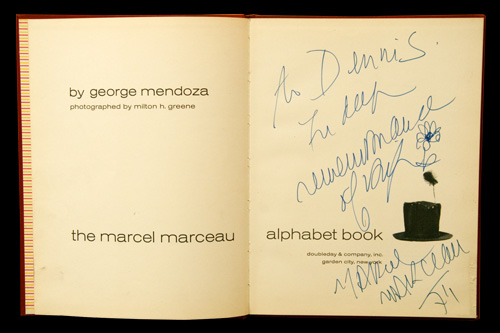 by george mendoza
photographed by milton h. greene
the marcel marceau
alphabet book
doubleday & company, inc.
garden city, new york
to Dennis.
In deep
remembrance
of
Marcel
Marceau